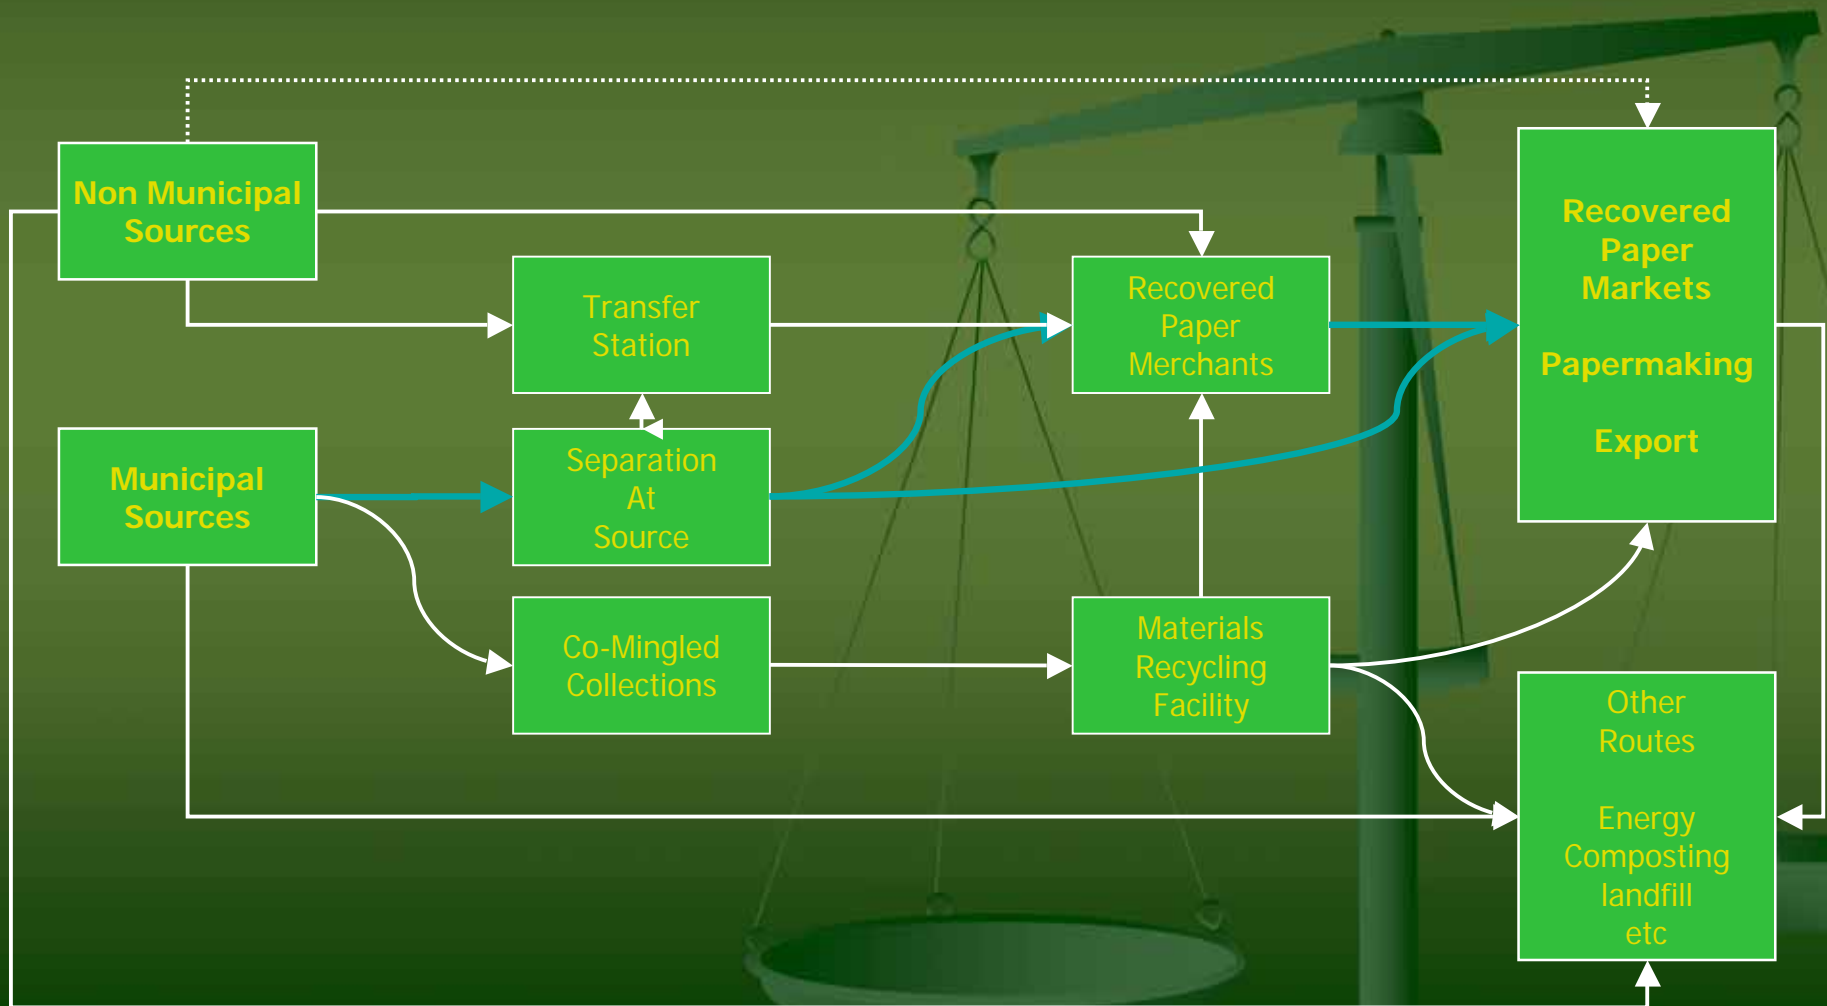 Non Municipal
Sources
Transfer
Station
Recovered
Paper
Merchants
Recovered
Paper
Markets
Papermaking
Export
Municipal
Sources
Separation
At
Source
Co-Mingled
Collections
Materials
Recycling
Facility
Other
Routes
Energy
Composting
landfill
etc